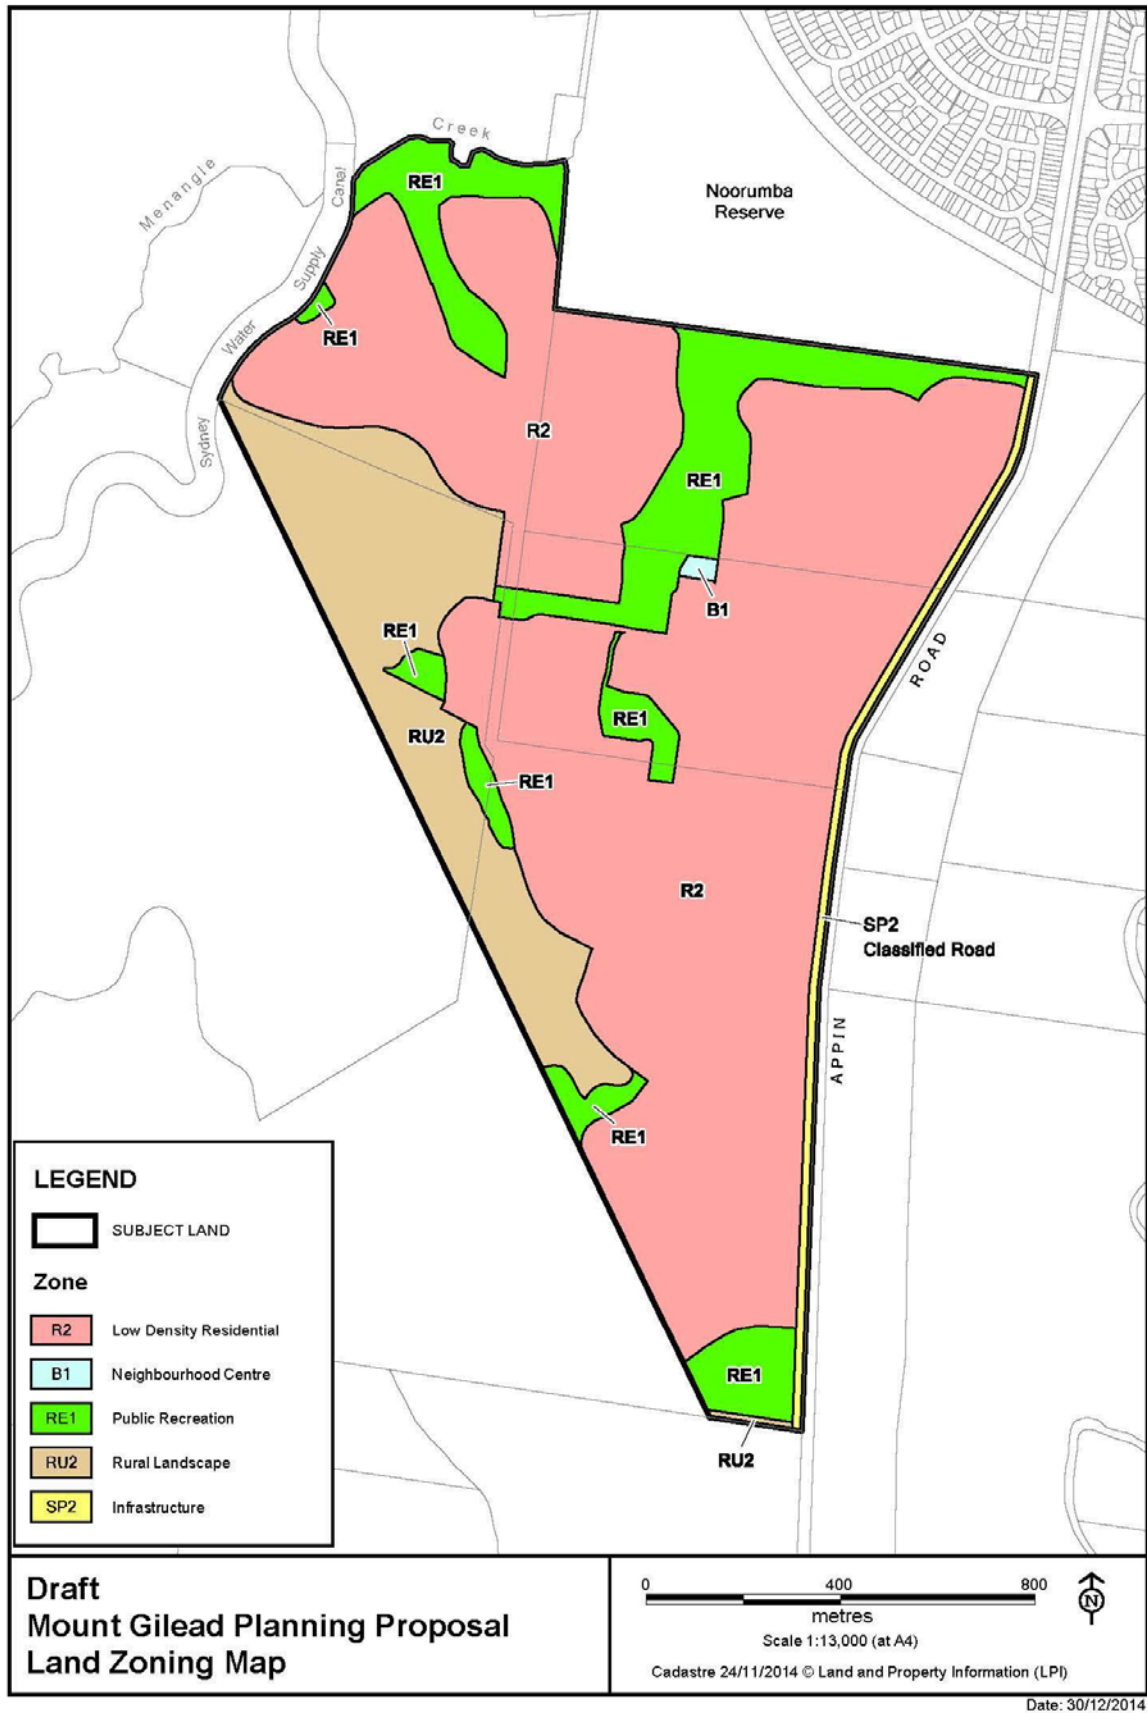 Creek
Menangle
RE1
Canal
Noorumba
Reserve
Supply
RE1
Water
Sydney
R2
RE1
B1
RE1
ROAD
RE1
RU2
RE1
R2
SP2
Classified Road
APPIN
RE1
RE1
RU2
LEGEND
SUBJECT LAND
Zone
R2 Low Density Residential
B1 Neighbourhood Centre
RE1 Public Recreation
RU2 Rural Landscape
SP2 Infrastructure
Draft
Mount Gilead Planning Proposal
Land Zoning Map
0 400 800
metres
N
Scale 1:13,000 (at A4)
Cadastre 24/11/2014 © Land and Property Information (LPI)
Date: 30/12/2014